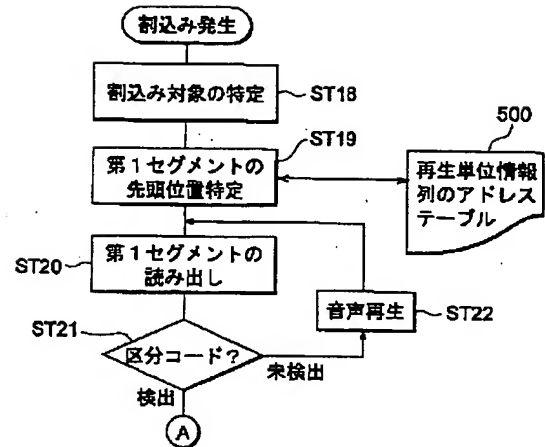 割込み発生
割込み対象の特定
ST18
ST19
500
第1セグメントの
先頭位置特定
再生単位情報
列のアドレス
テーブル
ST20
第1セグメントの
読み出し
音声再生
ST22
ST21
区分コード?
未検出
検出
A